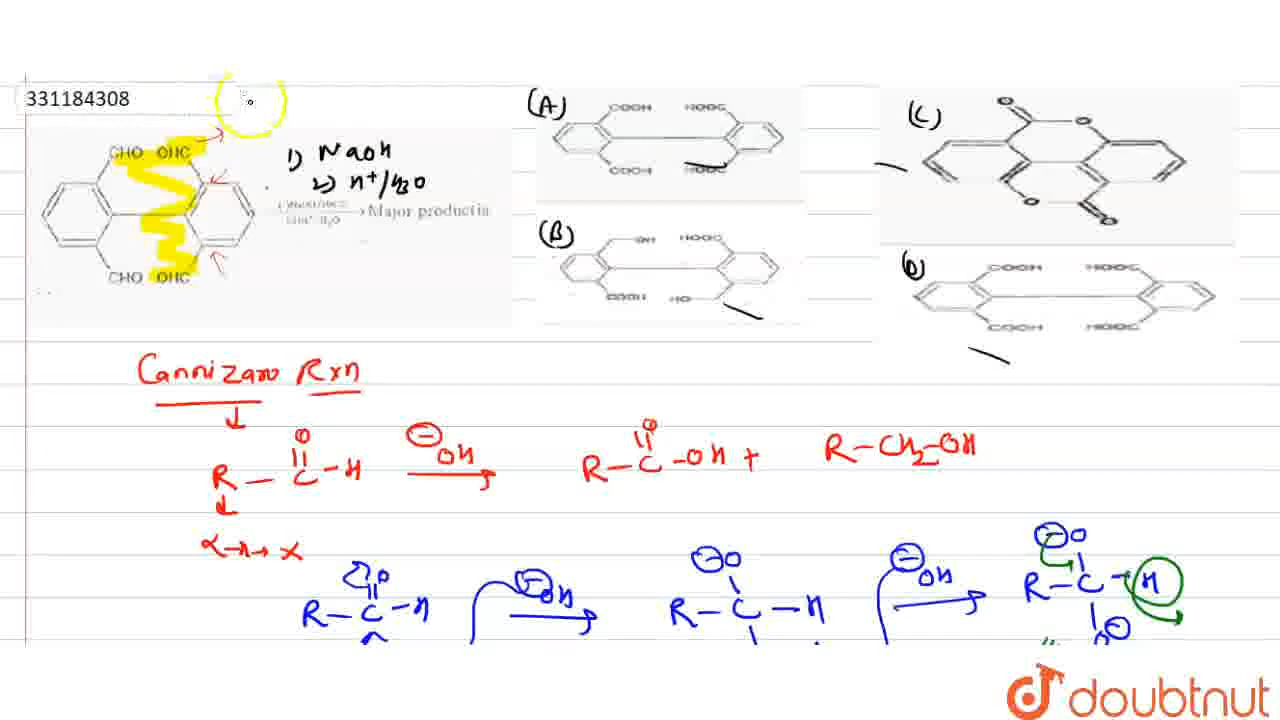 331184308
CHO OHC
1) NaOH
2) H+/H2O
Major product is
CHO OHC
(A)
COOH HOOC
COOH HOOC
(B)
OH HOOC
COOH HO
(C)
O
O
O
O
(D)
COOH HOOC
COOH HOOC
Cannizaro Rxn
R-C-H
O
OH
R-C-OH +
O
R-CH2-OH
α-H→ ×
R-C-H
O
OH
R-C-H
O
OH
R-C-H
O
O
doubtnut